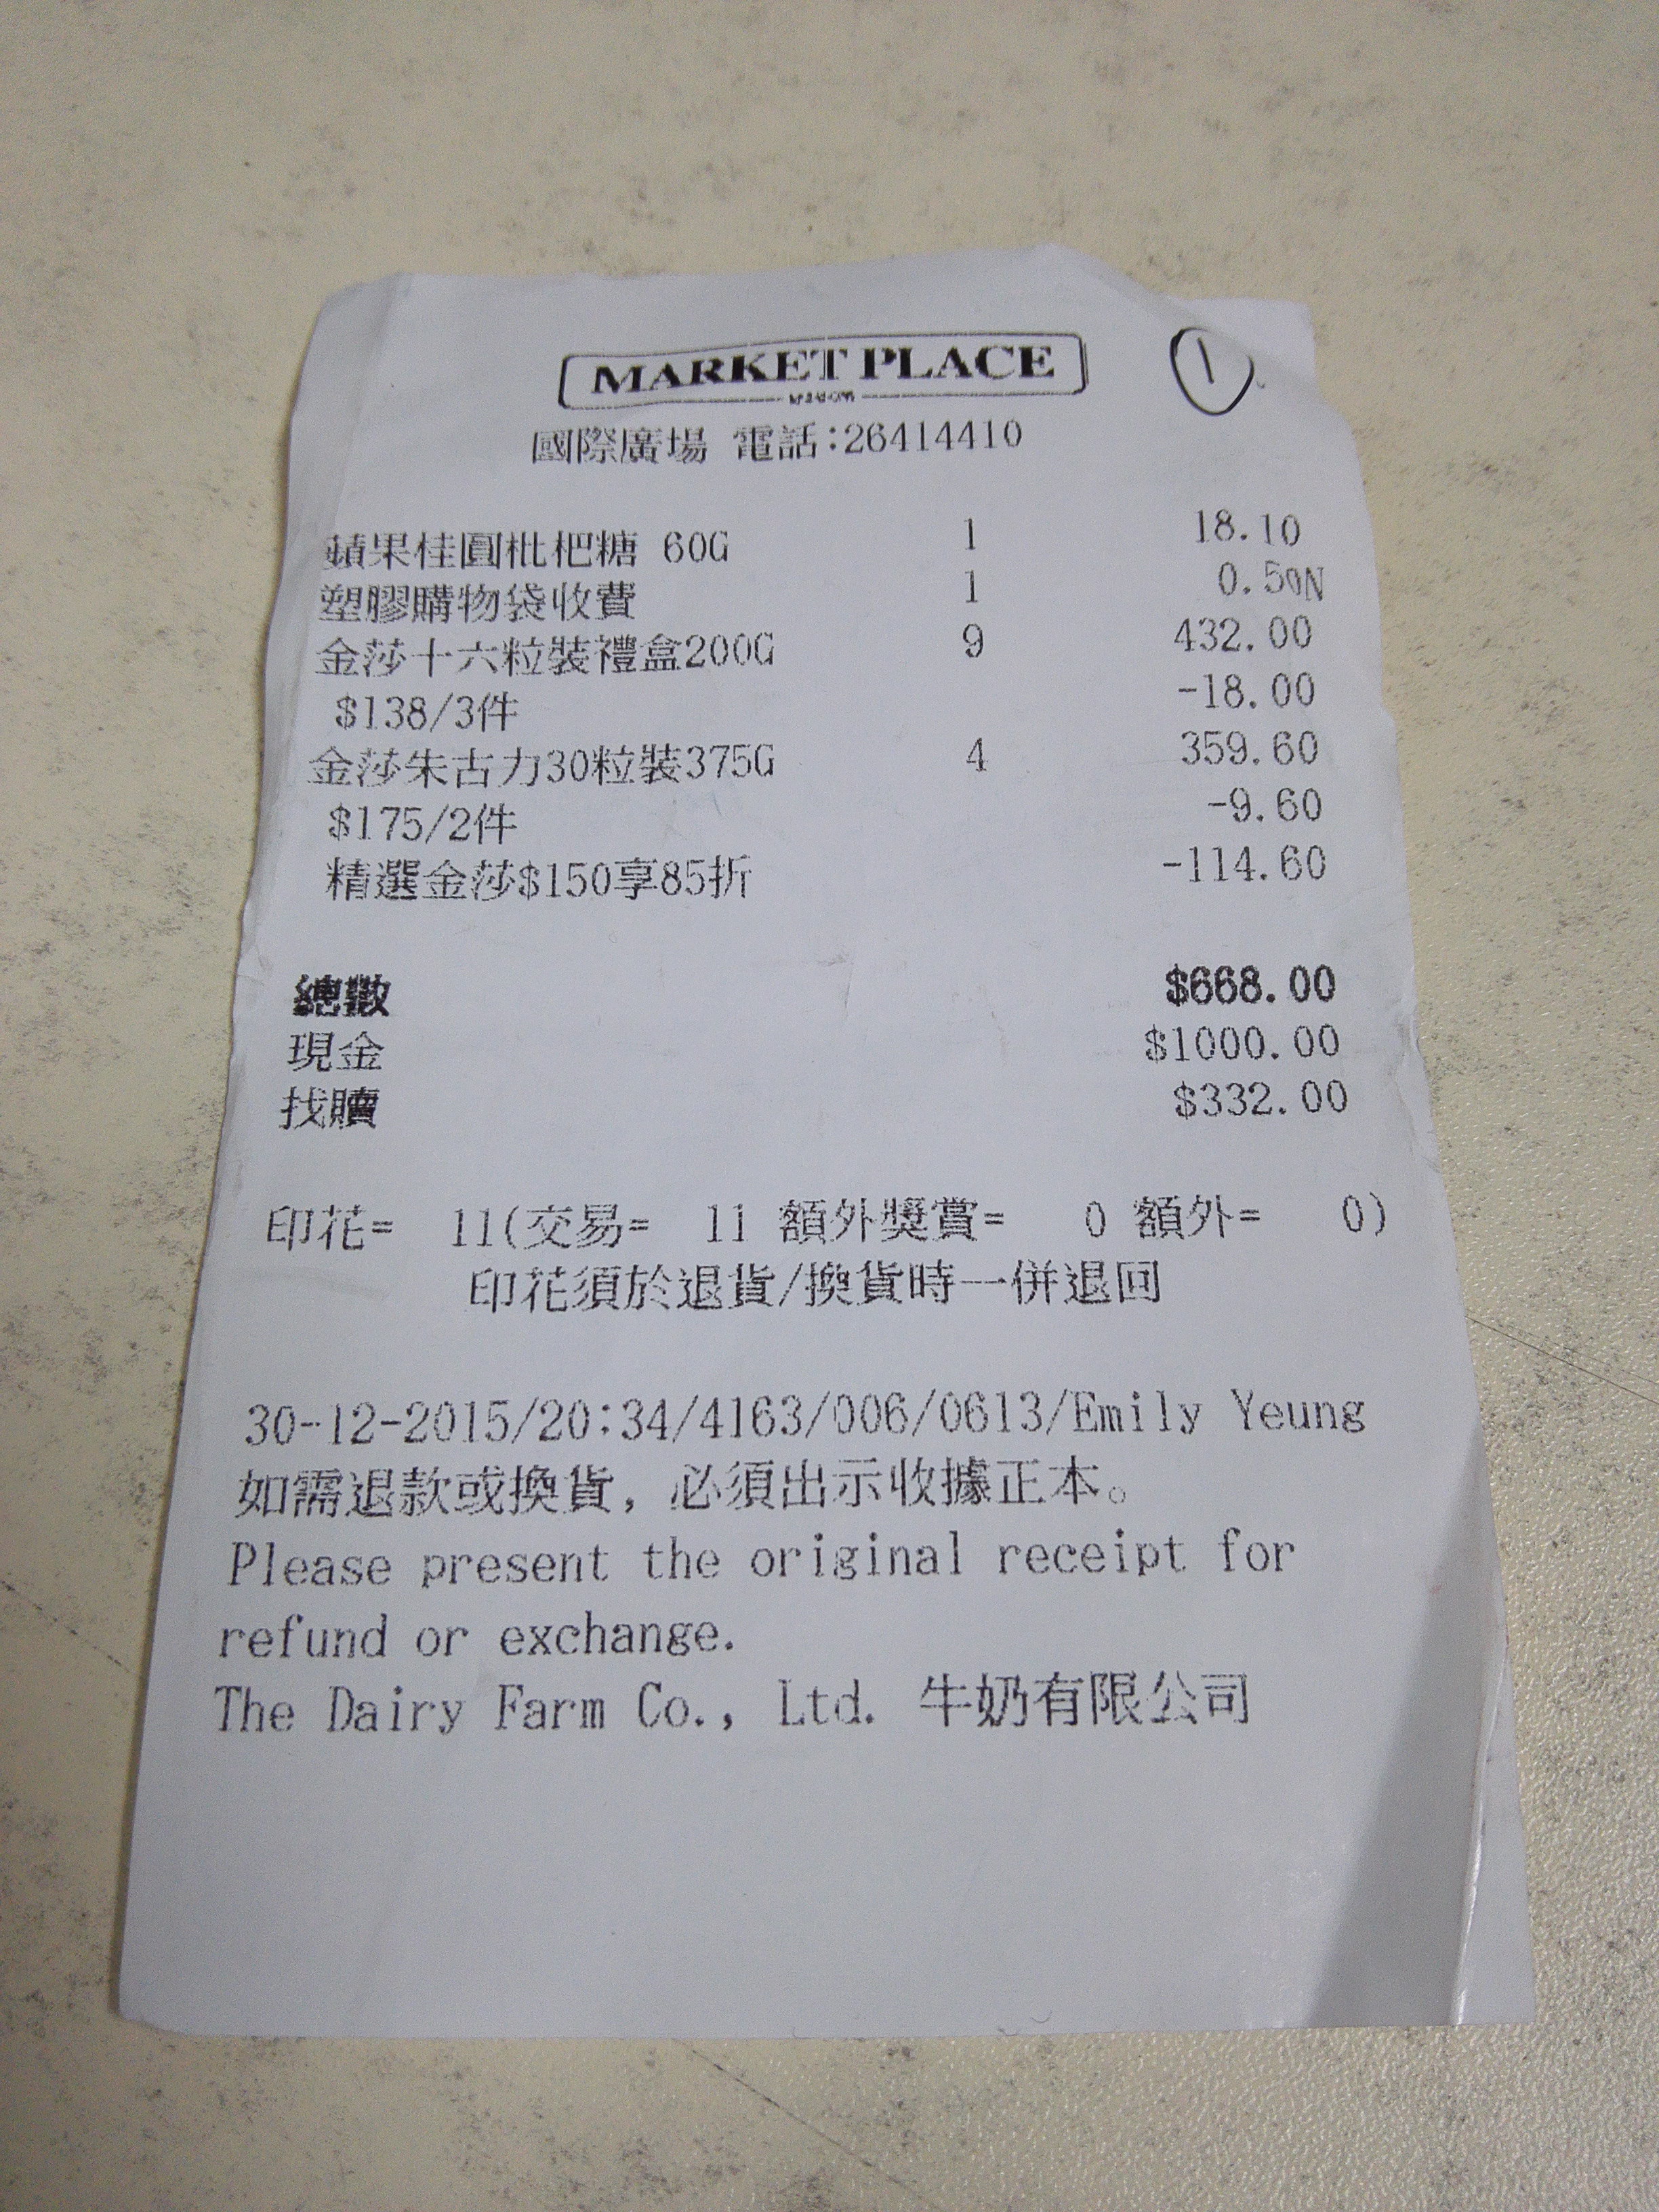 MARKET PLACE
1
國際廣場 電話:26414410
蘋果桂圓枇杷糖 60G 1 18.10
塑膠購物袋收費 1 0.50N
金莎十六粒裝禮盒200G 9 432.00
$138/3件 -18.00
金莎朱古力30粒裝375G 4 359.60
$175/2件 -9.60
精選金莎$150享85折 -114.60
總數 $668.00
現金 $1000.00
找贖 $332.00
印花= 11(交易= 11 額外獎賞= 0 額外= 0)
印花須於退貨/換貨時一併退回
30-12-2015/20:34/4163/006/0613/Emily Yeung
如需退款或換貨, 必須出示收據正本。
Please present the original receipt for
refund or exchange.
The Dairy Farm Co., Ltd. 牛奶有限公司